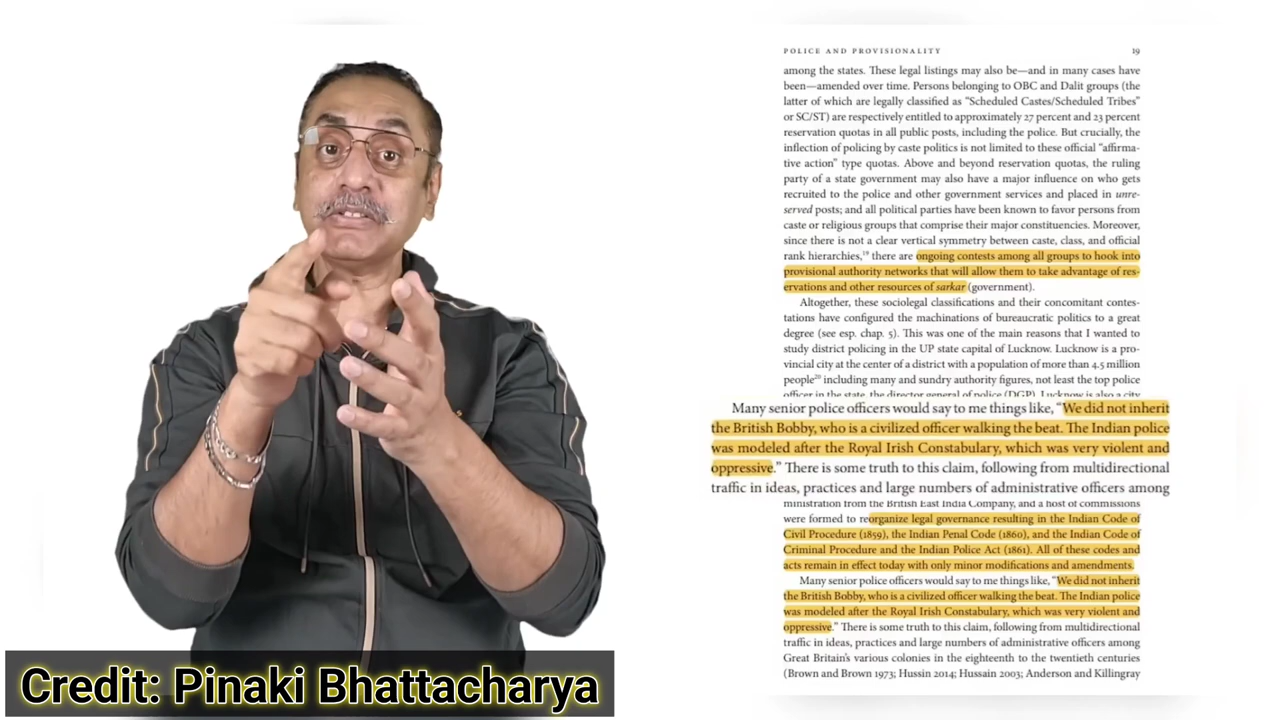 POLICE AND PROVISIONALITY 19
among the states. These legal listings may also be—and in many cases have
been—amended over time. Persons belonging to OBC and Dalit groups (the
latter of which are legally classified as “Scheduled Castes/Scheduled Tribes”
or SC/ST) are respectively entitled to approximately 27 percent and 23 percent
reservation quotas in all public posts, including the police. But crucially, the
inflection of policing by caste politics is not limited to these official “affirma-
tive action” type quotas. Above and beyond reservation quotas, the ruling
party of a state government may also have a major influence on who gets
recruited to the police and other government services and placed in unre-
served posts; and all political parties have been known to favor persons from
caste or religious groups that comprise their major constituencies. Moreover,
since there is not a clear vertical symmetry between caste, class, and official
rank hierarchies,19 there are ongoing contests among all groups to hook into
provisional authority networks that will allow them to take advantage of res-
ervations and other resources of sarkar (government).
Altogether, these sociolegal classifications and their concomitant contes-
tations have configured the machinations of bureaucratic politics to a great
degree (see esp. chap. 5). This was one of the main reasons that I wanted to
study district policing in the UP state capital of Lucknow. Lucknow is a pro-
vincial city at the center of a district with a population of more than 4.5 million
people20 including many and sundry authority figures, not least the top police
officer in the state, the director general of police (DGP). Lucknow is also a city
Many senior police officers would say to me things like, “We did not inherit
the British Bobby, who is a civilized officer walking the beat. The Indian police
was modeled after the Royal Irish Constabulary, which was very violent and
oppressive.” There is some truth to this claim, following from multidirectional
traffic in ideas, practices and large numbers of administrative officers among
ministration from the British East India Company, and a host of commissions
were formed to reorganize legal governance resulting in the Indian Code of
Civil Procedure (1859), the Indian Penal Code (1860), and the Indian Code of
Criminal Procedure and the Indian Police Act (1861). All of these codes and
acts remain in effect today with only minor modifications and amendments.
Many senior police officers would say to me things like, “We did not inherit
the British Bobby, who is a civilized officer walking the beat. The Indian police
was modeled after the Royal Irish Constabulary, which was very violent and
oppressive.” There is some truth to this claim, following from multidirectional
traffic in ideas, practices and large numbers of administrative officers among
Great Britain’s various colonies in the eighteenth to the twentieth centuries
(Brown and Brown 1973; Hussin 2014; Hussain 2003; Anderson and Killingray
Credit: Pinaki Bhattacharya